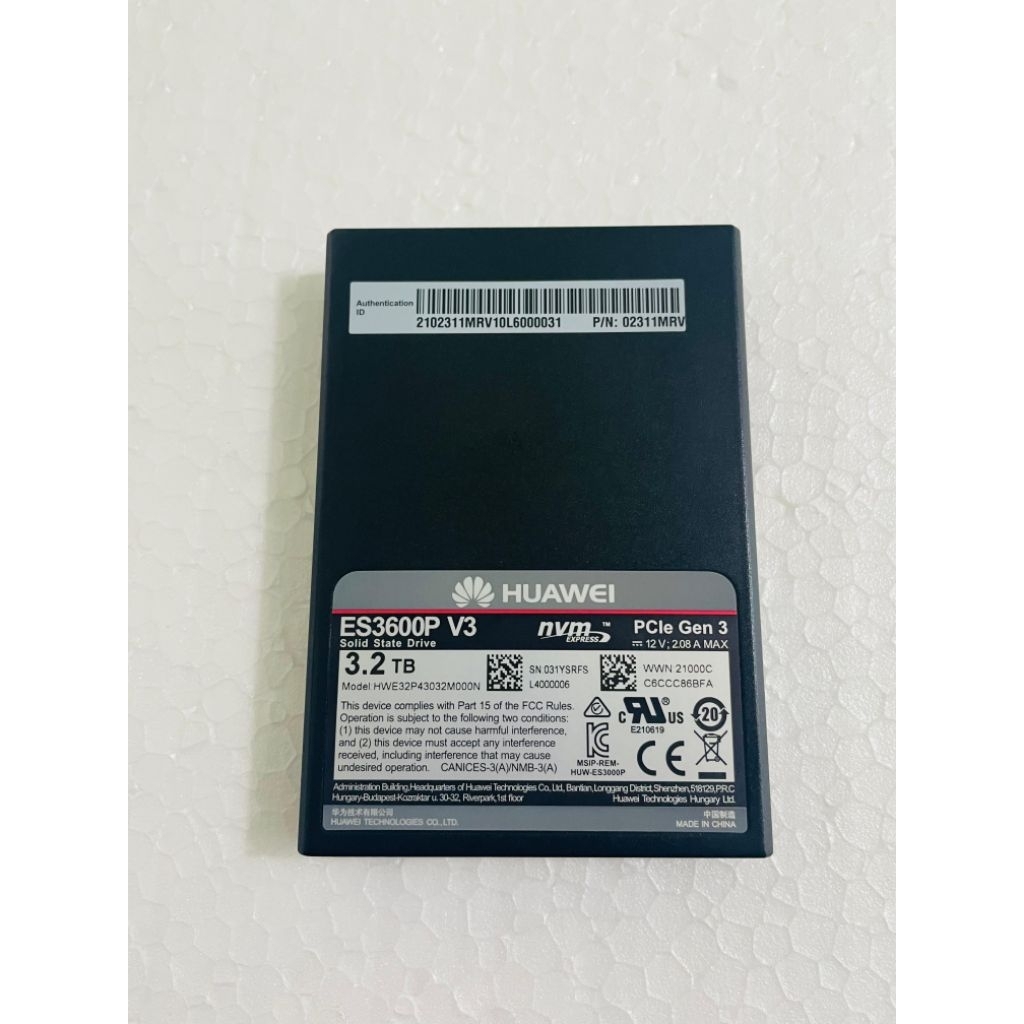 Authentication
ID
2102311MRV10L6000031 P/N: 02311MRV
HUAWEI
ES3600P V3
Solid State Drive
nvm EXPRESS ™
PCIe Gen 3
12 V; 2.08 A MAX
3.2 TB
Model:HWE32P43032M000N
SN 031YSRFS
L4000006
WWN 21000C
C6CCC86BFA
This device complies with Part 15 of the FCC Rules.
Operation is subject to the following two conditions:
(1) this device may not cause harmful interference,
and (2) this device must accept any interference
received, including interference that may cause
undesired operation. CANICES-3(A)/NMB-3(A)
c RU ® US
E210619
20
MSIP-REM-
HUW-ES3000P
CE
Administration Building,Headquarters of Huawei Technologies Co., Ltd, Bantian,Longgang District,Shenzhen,518129,P.R.C
Hungary-Budapest-Kozraktar u. 30-32, Riverpark,1st floor Huawei Technologies Hungary Ltd.
华为技术有限公司 中国制造
HUAWEI TECHNOLOGIES CO., LTD. MADE IN CHINA